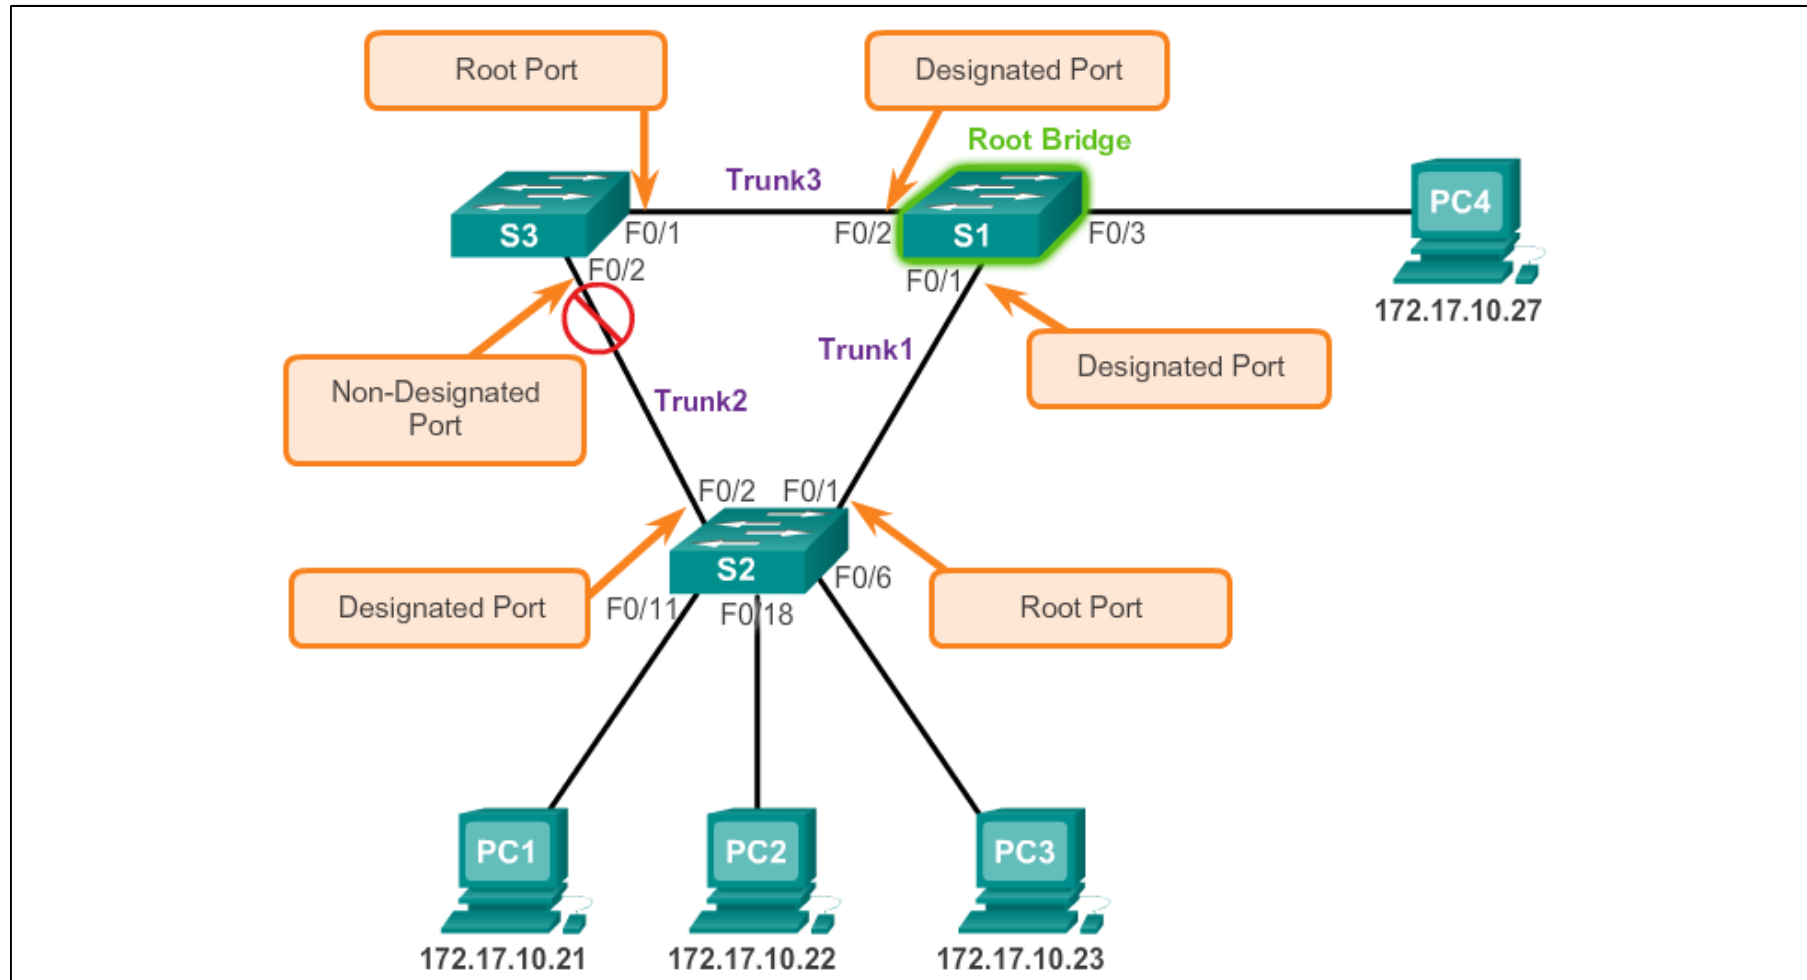 Root Port
Designated Port
Root Bridge
Trunk3
S3
F0/1
F0/2
S1
F0/3
PC4
F0/2
F0/1
172.17.10.27
Trunk1
Designated Port
Non-Designated
Port
Trunk2
F0/2
F0/1
S2
F0/6
Designated Port
F0/11
F0/18
Root Port
PC1
PC2
PC3
172.17.10.21
172.17.10.22
172.17.10.23